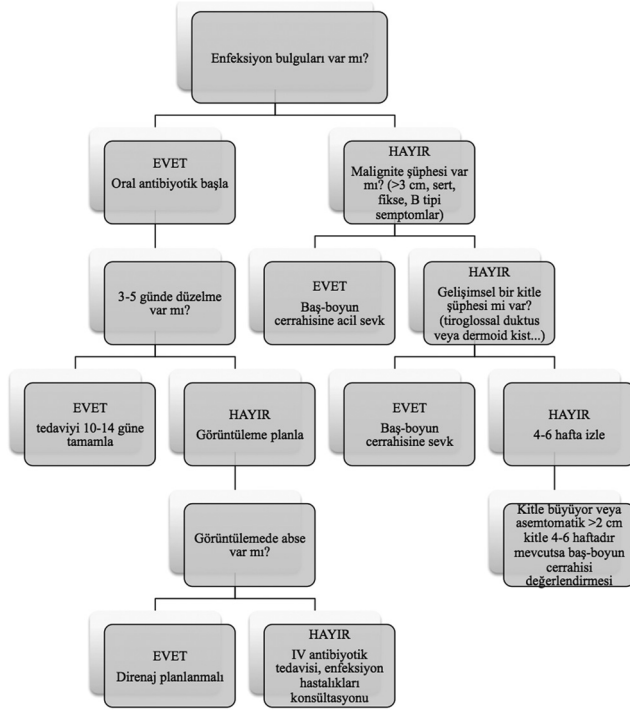 Enfeksiyon bulguları var mı?
EVET
Oral antibiyotik başla
HAYIR
Malignite şüphesi var
mı? (>3 cm, sert,
fikse, B tipi
semptomlar)
3-5 günde düzelme
var mı?
EVET
Baş-boyun
cerrahisine acil sevk
HAYIR
Gelişimsel bir kitle
şüphesi mi var?
(tiroglossal duktus
veya dermoid kist...)
EVET
tedaviyi 10-14 güne
tamamla
HAYIR
Görüntüleme planla
EVET
Baş-boyun
cerrahisine sevk
HAYIR
4-6 hafta izle
Görüntülemede abse
var mı?
Kitle büyüyor veya
asemtomatik >2 cm
kitle 4-6 haftadır
mevcutsa baş-boyun
cerrahisi
değerlendirmesi
EVET
Direnaj planlanmalı
HAYIR
IV antibiyotik
tedavisi, enfeksiyon
hastalıkları
konsültasyonu